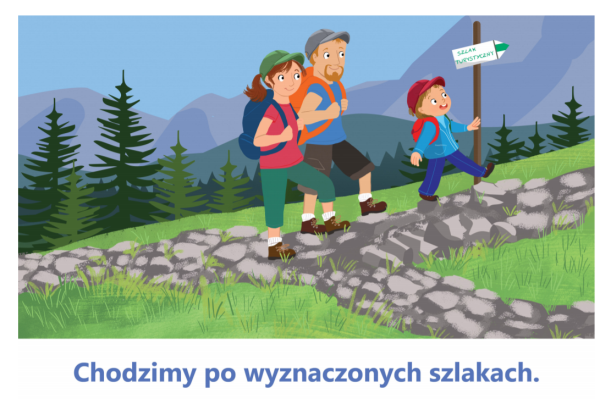 SZLAK
TURYSTYCZNY
Chodzimy po wyznaczonych szlakach.